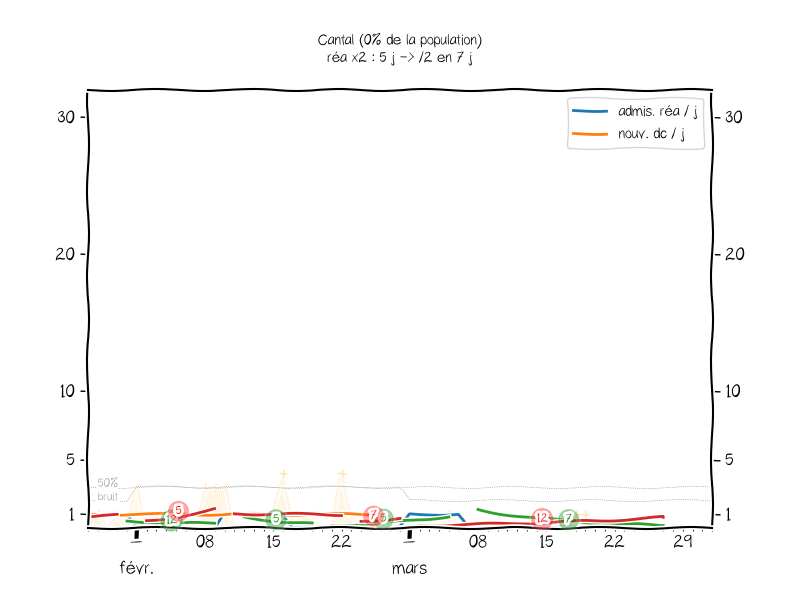 Cantal (0% de la population)
réa x2 : 5 j -> /2 en 7 j
admis. réa / j
nouv. dc / j
30 30
20 20
10 10
5 5
50%
bruit
1 1
5 12 5 7 5 12 7
1 08 15 22 1 08 15 22 29
févr. mars